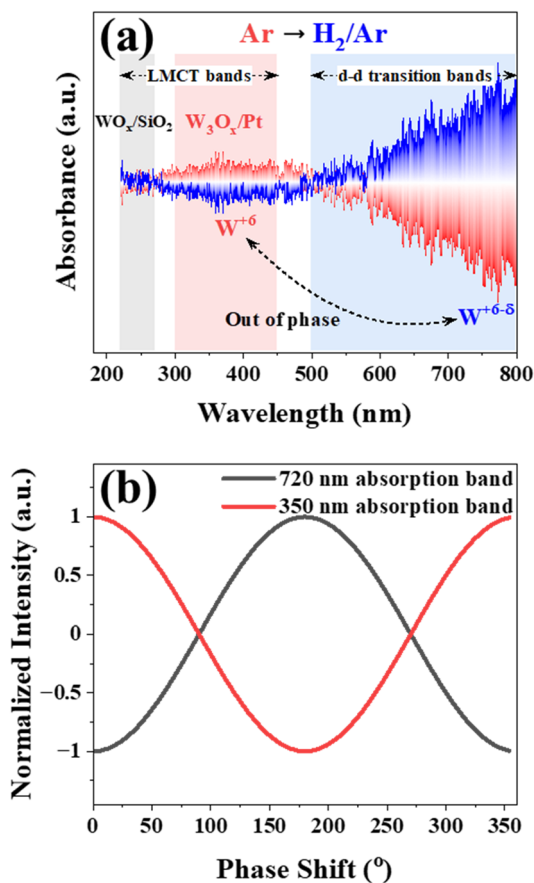 (a)
Ar → H₂/Ar
LMCT bands
d-d transition bands
WOₓ/SiO₂
W₃Oₓ/Pt
W⁺⁶
Out of phase
W⁺⁶⁻ᵟ
Absorbance (a.u.)
200 300 400 500 600 700 800
Wavelength (nm)
(b)
720 nm absorption band
350 nm absorption band
Normalized Intensity (a.u.)
1
0.5
0
−0.5
−1
0 50 100 150 200 250 300 350
Phase Shift (º)